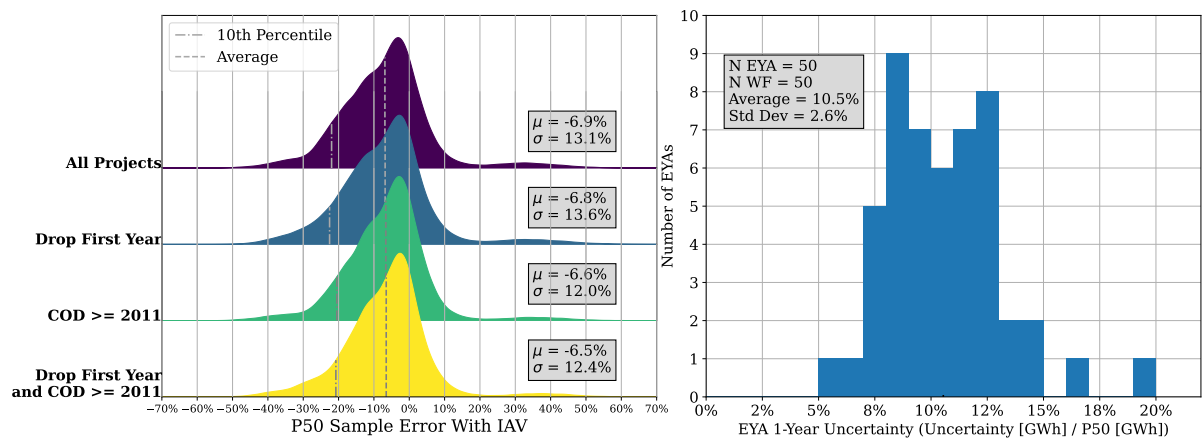 10th Percentile
Average
All Projects
μ = -6.9%
σ = 13.1%
Drop First Year
μ = -6.8%
σ = 13.6%
COD >= 2011
μ = -6.6%
σ = 12.0%
Drop First Year
and COD >= 2011
μ = -6.5%
σ = 12.4%
−70% −60% −50% −40% −30% −20% −10% 0% 10% 20% 30% 40% 50% 60% 70%
P50 Sample Error With IAV
10
9
8
7
6
5
4
3
2
1
0
Number of EYAs
N EYA = 50
N WF = 50
Average = 10.5%
Std Dev = 2.6%
0% 2% 5% 8% 10% 12% 15% 18% 20%
EYA 1-Year Uncertainty (Uncertainty [GWh] / P50 [GWh])